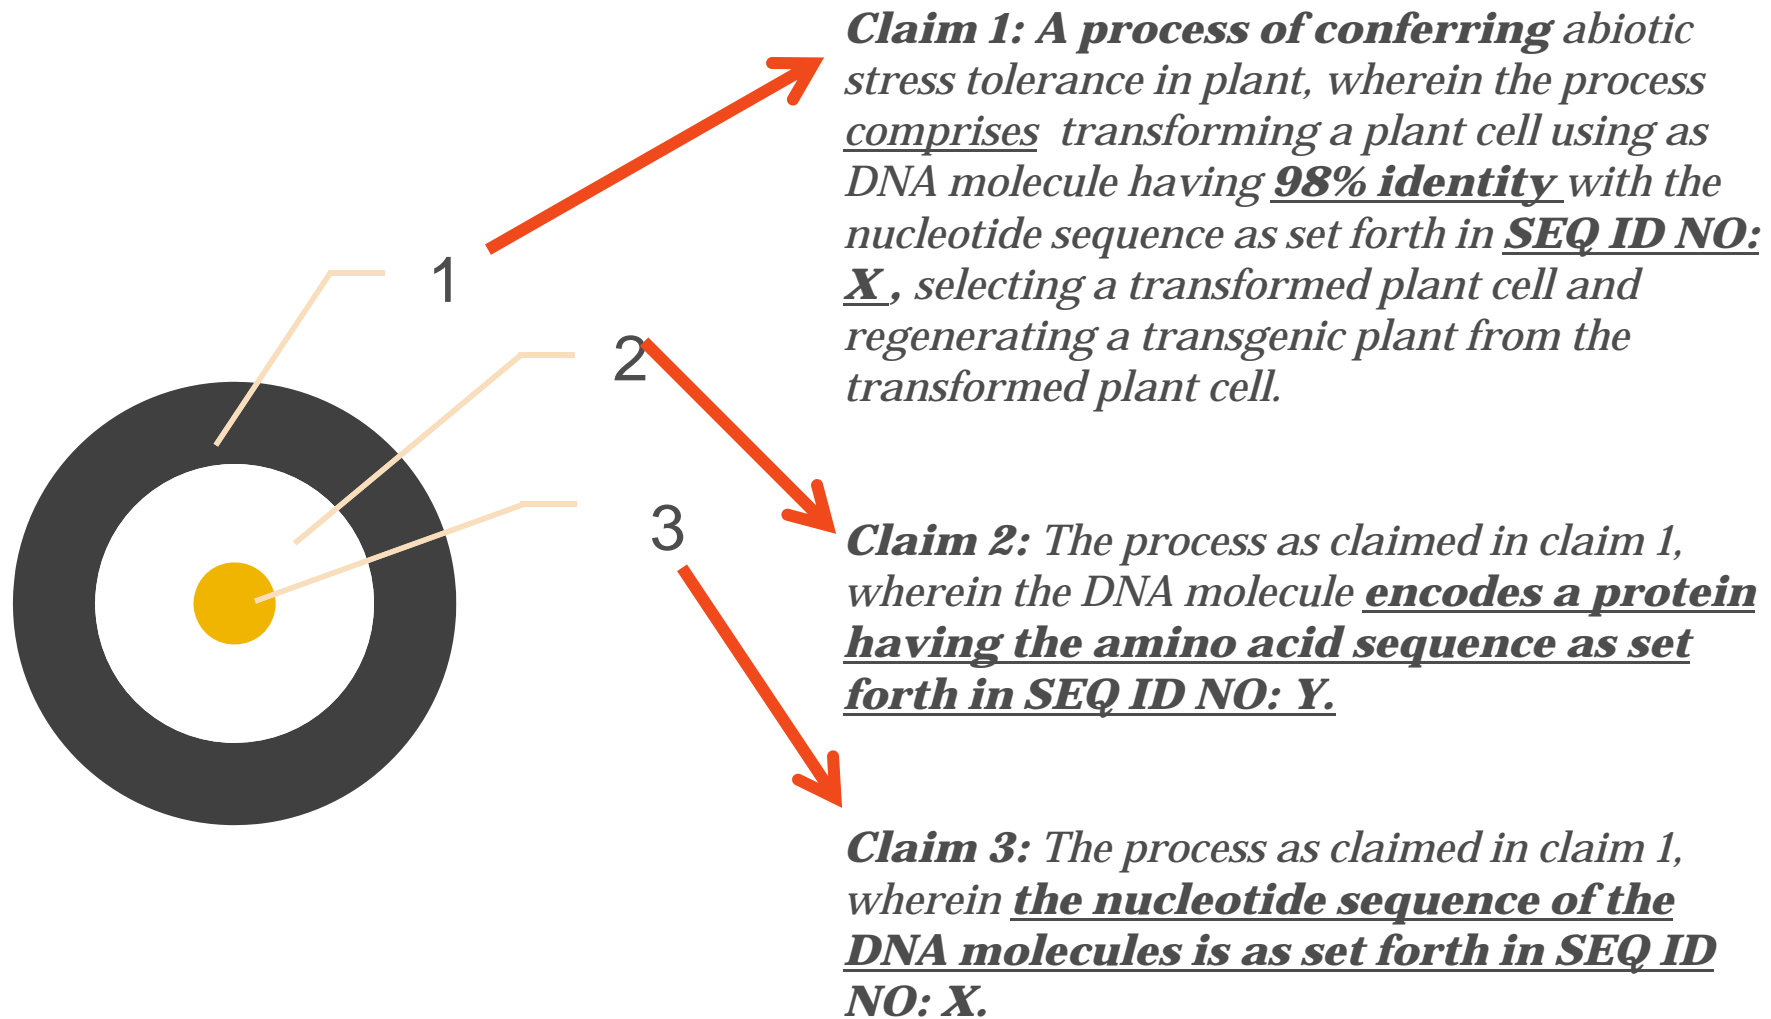 Claim 1: A process of conferring abiotic
stress tolerance in plant, wherein the process
comprises transforming a plant cell using as
DNA molecule having 98% identity with the
nucleotide sequence as set forth in SEQ ID NO:
X , selecting a transformed plant cell and
regenerating a transgenic plant from the
transformed plant cell.
1
2
3
Claim 2: The process as claimed in claim 1,
wherein the DNA molecule encodes a protein
having the amino acid sequence as set
forth in SEQ ID NO: Y.
Claim 3: The process as claimed in claim 1,
wherein the nucleotide sequence of the
DNA molecules is as set forth in SEQ ID
NO: X.